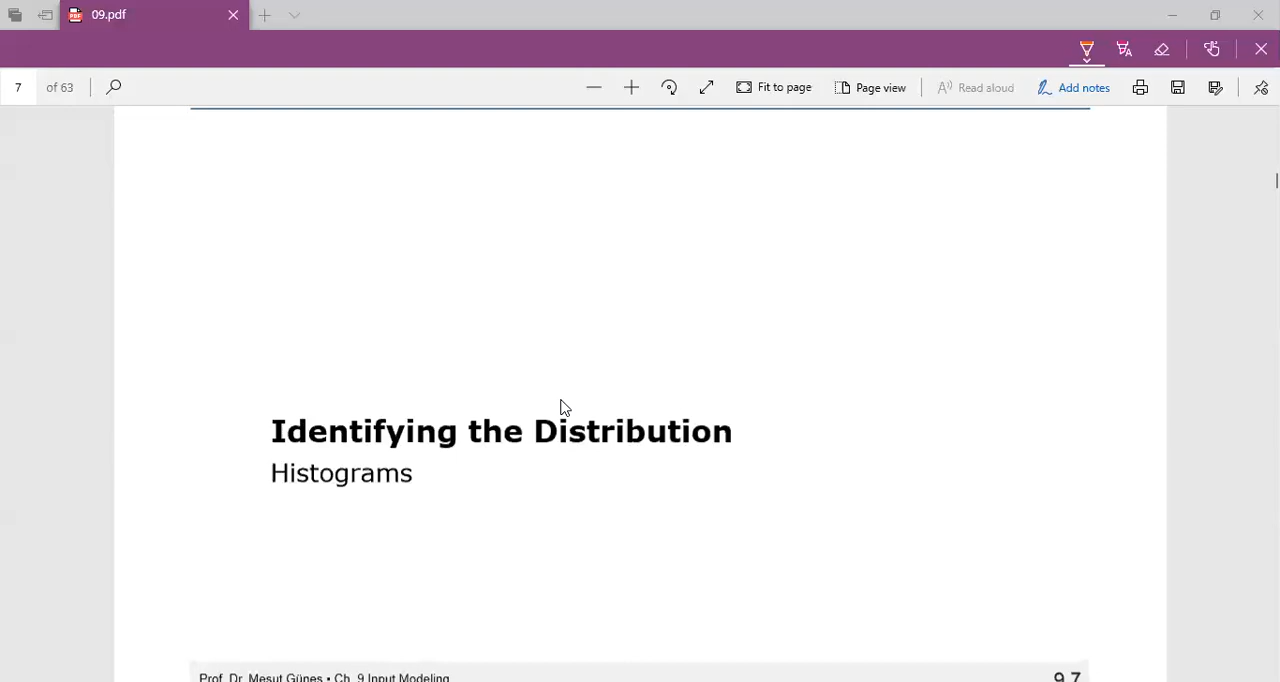 09.pdf
7 of 63 Fit to page Page view Read aloud Add notes
Identifying the Distribution
Histograms
Prof. Dr. Mesut Güneş ▪ Ch. 9 Input Modeling 9.7